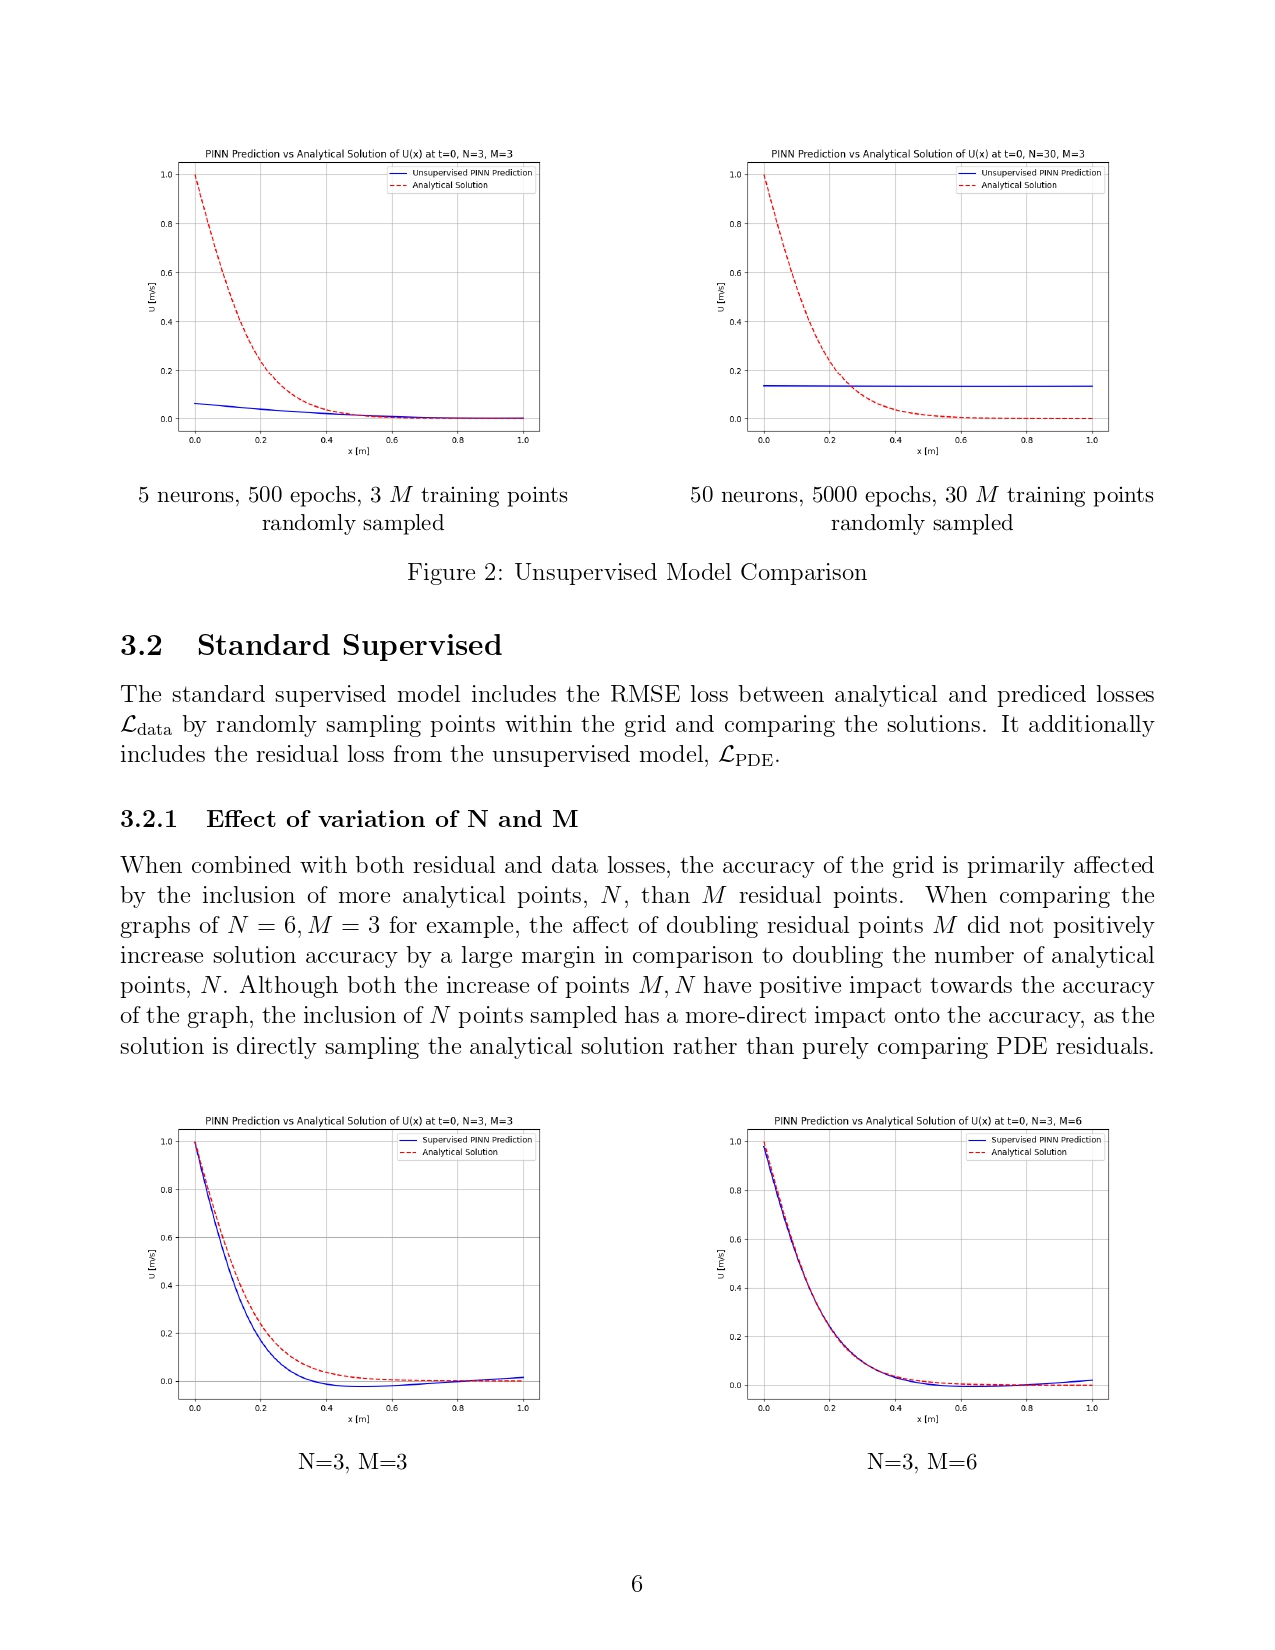 PINN Prediction vs Analytical Solution of U(x) at t=0, N=3, M=3
Unsupervised PINN Prediction
Analytical Solution
1.0
0.8
0.6
0.4
0.2
0.0
U [m/s]
0.0 0.2 0.4 0.6 0.8 1.0
x [m]
5 neurons, 500 epochs, 3 M training points
randomly sampled
PINN Prediction vs Analytical Solution of U(x) at t=0, N=30, M=3
Unsupervised PINN Prediction
Analytical Solution
1.0
0.8
0.6
0.4
0.2
0.0
U [m/s]
0.0 0.2 0.4 0.6 0.8 1.0
x [m]
50 neurons, 5000 epochs, 30 M training points
randomly sampled
Figure 2: Unsupervised Model Comparison
3.2 Standard Supervised
The standard supervised model includes the RMSE loss between analytical and prediced losses
ℒdata by randomly sampling points within the grid and comparing the solutions. It additionally
includes the residual loss from the unsupervised model, ℒPDE.
3.2.1 Effect of variation of N and M
When combined with both residual and data losses, the accuracy of the grid is primarily affected
by the inclusion of more analytical points, N, than M residual points. When comparing the
graphs of N = 6, M = 3 for example, the affect of doubling residual points M did not positively
increase solution accuracy by a large margin in comparison to doubling the number of analytical
points, N. Although both the increase of points M, N have positive impact towards the accuracy
of the graph, the inclusion of N points sampled has a more-direct impact onto the accuracy, as the
solution is directly sampling the analytical solution rather than purely comparing PDE residuals.
PINN Prediction vs Analytical Solution of U(x) at t=0, N=3, M=3
Supervised PINN Prediction
Analytical Solution
1.0
0.8
0.6
0.4
0.2
0.0
U [m/s]
0.0 0.2 0.4 0.6 0.8 1.0
x [m]
N=3, M=3
PINN Prediction vs Analytical Solution of U(x) at t=0, N=3, M=6
Supervised PINN Prediction
Analytical Solution
1.0
0.8
0.6
0.4
0.2
0.0
U [m/s]
0.0 0.2 0.4 0.6 0.8 1.0
x [m]
N=3, M=6
6